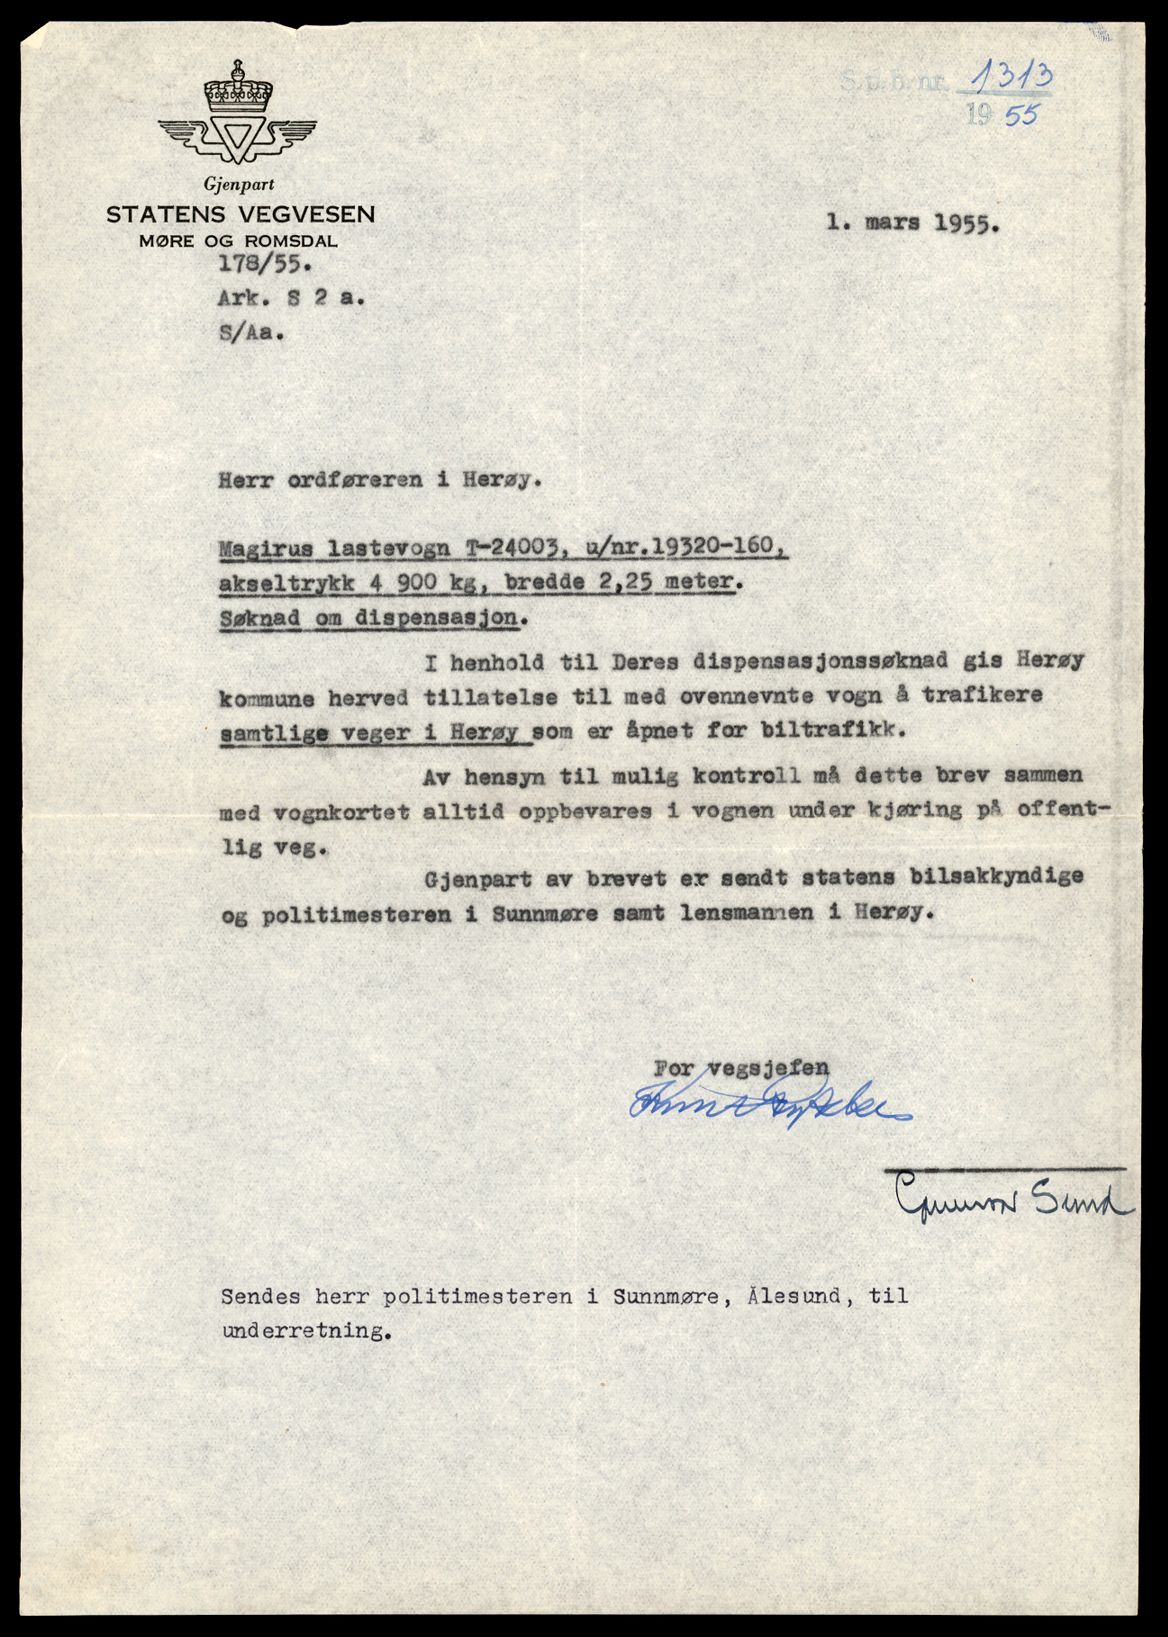 S.p.b.nr. 1313
1955
Gjenpart
STATENS VEGVESEN
MØRE OG ROMSDAL
1. mars 1955.
178/55.
Ark. S 2 a.
S/Aa.
Herr ordføreren i Herøy.
Magirus lastevogn T-24003, u/nr.19320-160,
akseltrykk 4 900 kg, bredde 2,25 meter.
Søknad om dispensasjon.
I henhold til Deres dispensasjonssøknad gis Herøy
kommune herved tillatelse til med ovennevnte vogn å trafikere
samtlige veger i Herøy som er åpnet for biltrafikk.
Av hensyn til mulig kontroll må dette brev sammen
med vognkortet alltid oppbevares i vognen under kjøring på offent-
lig veg.
Gjenpart av brevet er sendt statens bilsakkyndige
og politimesteren i Sunnmøre samt lensmannen i Herøy.
For vegsjefen
Sund
Sendes herr politimesteren i Sunnmøre, Ålesund, til
underretning.